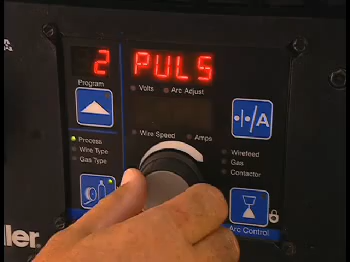 2 PULS
Program
Volts
Arc Adjust
A
Process
Wire Type
Gas Type
Wire Speed
Amps
Wirefeed
Gas
Contactor
ller
Arc Control